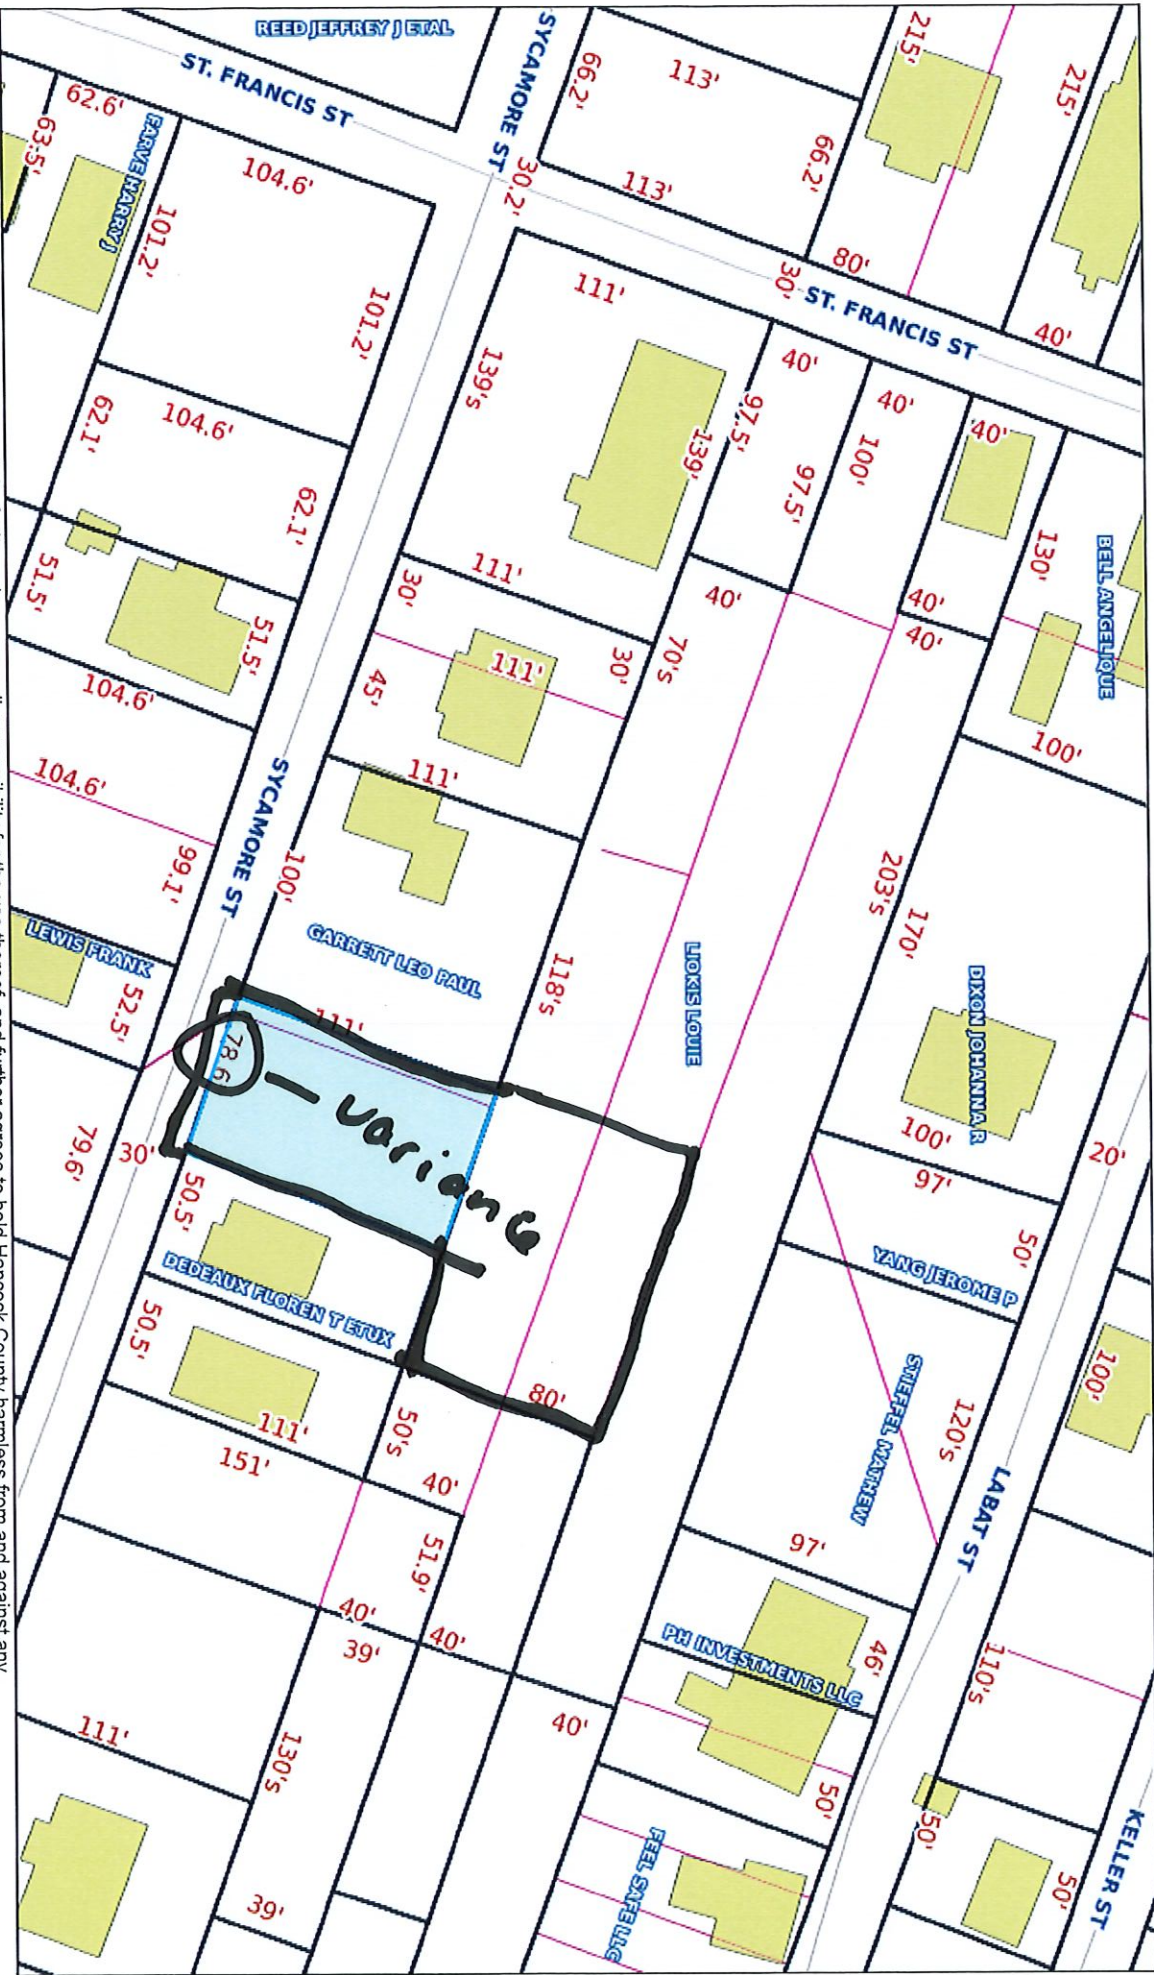 REED JEFFREY J ETAL
ST. FRANCIS ST
SYCAMORE ST
66.2'
113'
215'
215'
62.6'
63.5'
FARVE HARRY J
104.6'
30.2'
113'
66.2'
101.2'
101.2'
80'
30'
ST. FRANCIS ST
40'
111'
139's
40'
97.5'
139'
40'
40'
100'
97.5'
104.6'
62.1'
62.1'
130'
BELL ANGELIQUE
111'
30'
40'
40'
40'
51.5'
51.5'
111'
30'
70's
45'
104.6'
100'
104.6'
111'
SYCAMORE ST
99.1'
100'
203's
170'
LEWIS FRANK
GARRETT LEO PAUL
118's
LIOKIS LOUIE
DIXON JOHANNA R
52.5'
111'
78.6
variance
79.6'
30'
100'
97'
20'
50.5'
50'
DEDEAUX FLOREN T ETUX
YANG JEROME P
50.5'
STIEFFEL MATHEW
100'
80'
111'
50's
120's
151'
40'
LABAT ST
51.9'
97'
40'
39'
40'
PH INVESTMENTS LLC
46'
110's
111'
130's
40'
50'
50'
KELLER ST
FEEL SAFE LLC
50'
39'